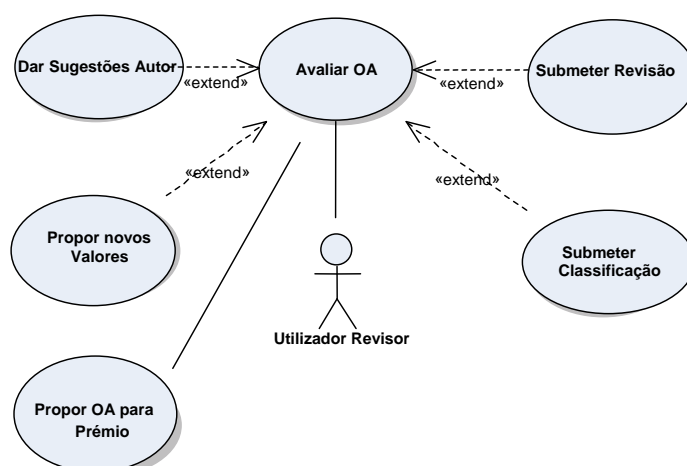 Dar Sugestões Autor
«extend»
Avaliar OA
«extend»
Submeter Revisão
«extend»
«extend»
Propor novos
Valores
Submeter
Classificação
Utilizador Revisor
Propor OA para
Prémio